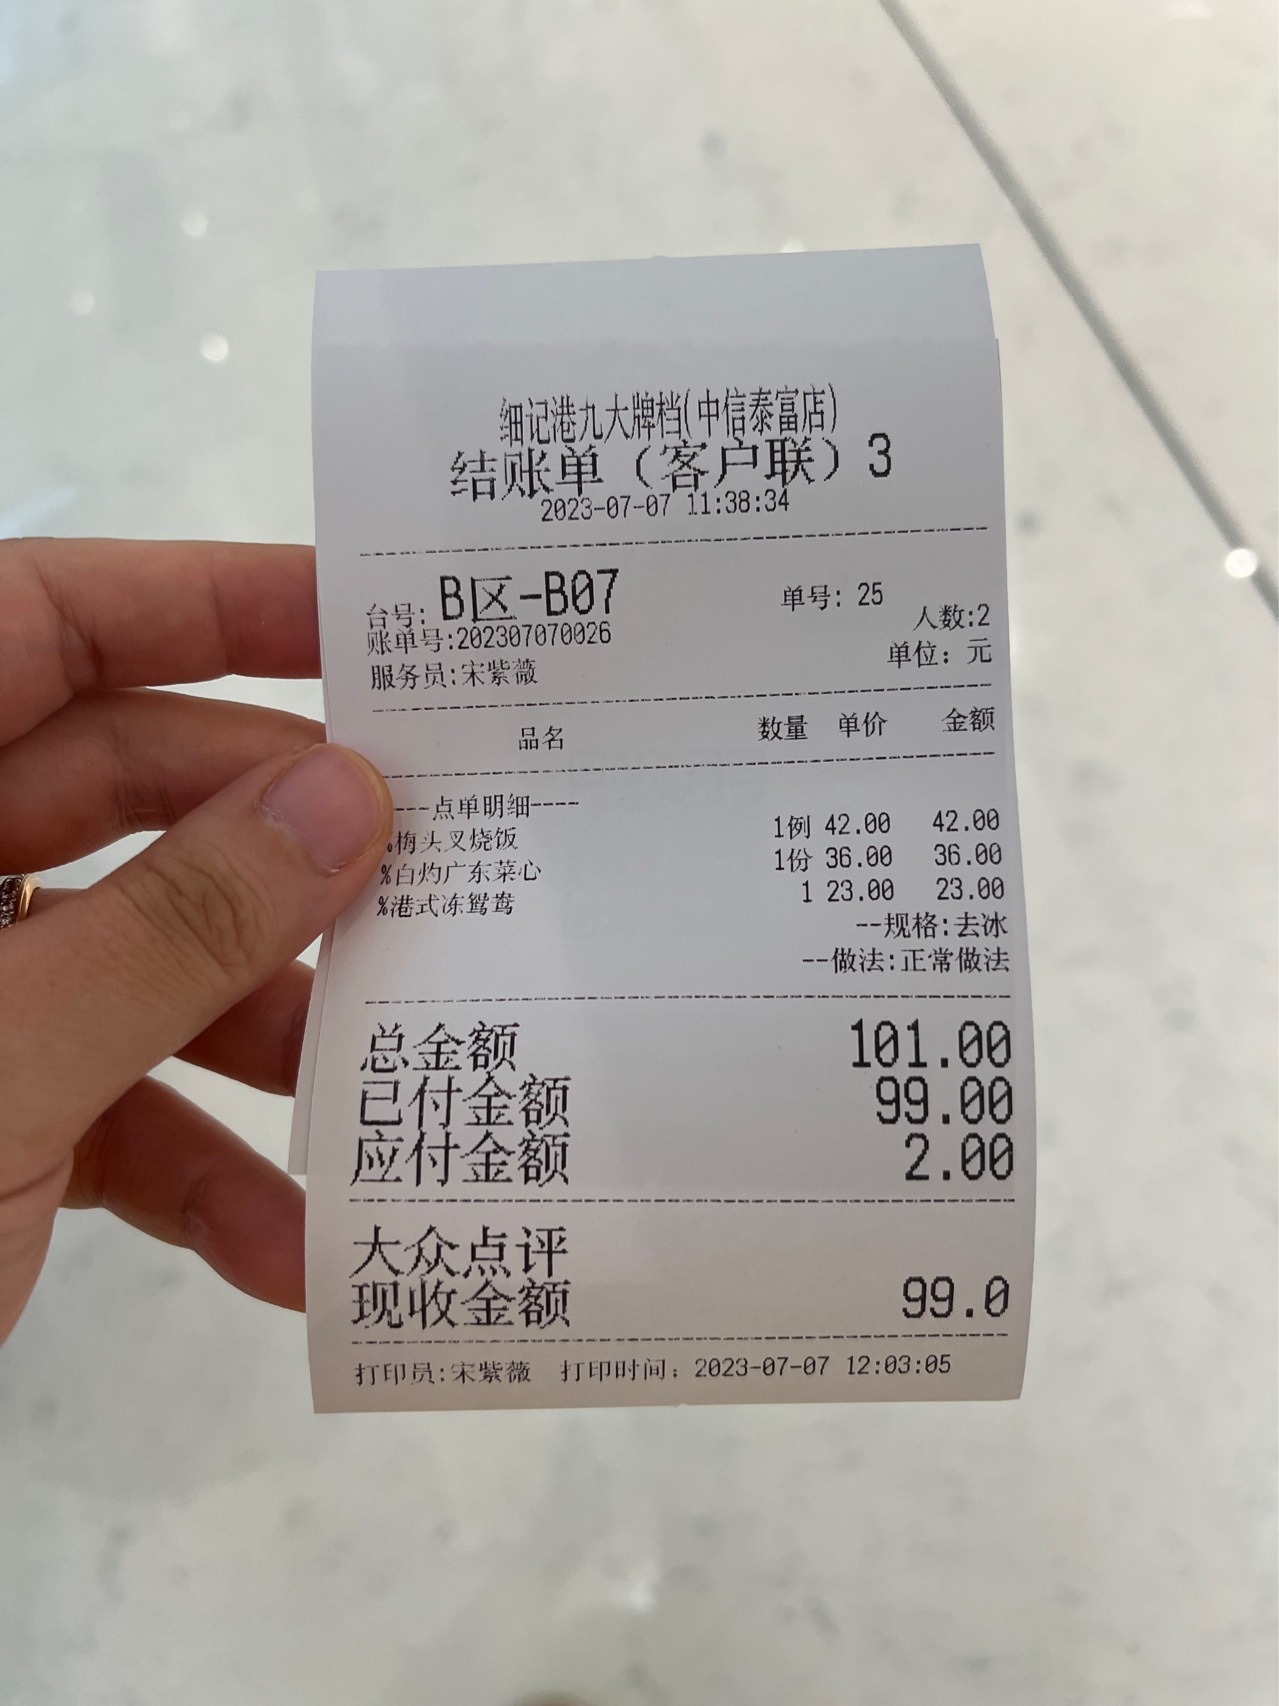 细记港九大牌档(中信泰富店)
结账单（客户联）3
2023-07-07 11:38:34
台号: B区-B07 单号: 25
人数:2
账单号:202307070026
服务员:宋紫薇 单位: 元
品名 数量 单价 金额
----点单明细----
%梅头叉烧饭 1例 42.00 42.00
%白灼广东菜心 1份 36.00 36.00
%港式冻鸳鸯 1 23.00 23.00
--规格:去冰
--做法:正常做法
总金额 101.00
已付金额 99.00
应付金额 2.00
大众点评
现收金额 99.0
打印员:宋紫薇 打印时间: 2023-07-07 12:03:05